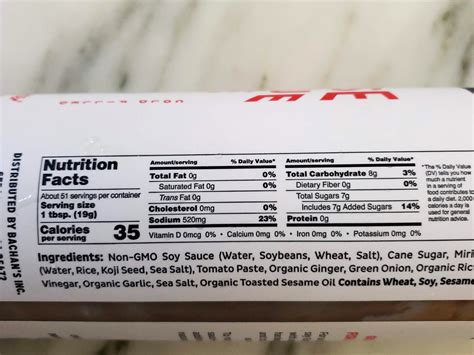 Nutrition
Facts
About 51 servings per container
Serving size
1 tbsp. (19g)
Calories 35
per serving
Amount/serving % Daily Value*
Total Fat 0g 0%
Saturated Fat 0g 0%
Trans Fat 0g
Cholesterol 0mg 0%
Sodium 520mg 23%
Amount/serving % Daily Value*
Total Carbohydrate 8g 3%
Dietary Fiber 0g 0%
Total Sugars 7g
Includes 7g Added Sugars 14%
Protein 0g
Vitamin D 0mcg 0% • Calcium 0mg 0% • Iron 0mg 0% • Potassium 0mg 0%
*The % Daily Value
(DV) tells you how
much a nutrient
in a serving of
food contributes to
a daily diet. 2,000
calories a day is
used for general
nutrition advice.
Ingredients: Non-GMO Soy Sauce (Water, Soybeans, Wheat, Salt), Cane Sugar, Miri
(Water, Rice, Koji Seed, Sea Salt), Tomato Paste, Organic Ginger, Green Onion, Organic Ric
Vinegar, Organic Garlic, Sea Salt, Organic Toasted Sesame Oil Contains Wheat, Soy, Sesame
DISTRIBUTED BY BACHAN'S INC.